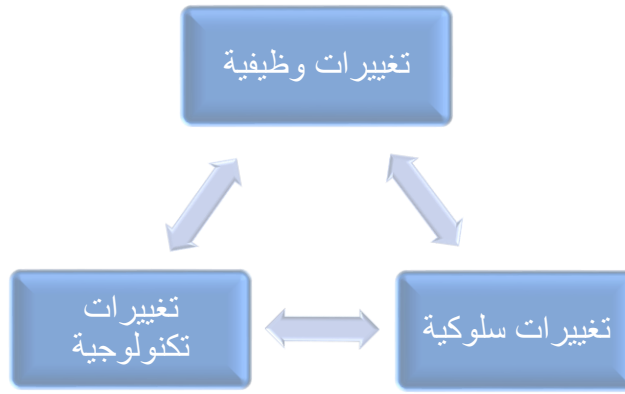 تغييرات وظيفية
تغييرات سلوكية
تغييرات
تكنولوجية